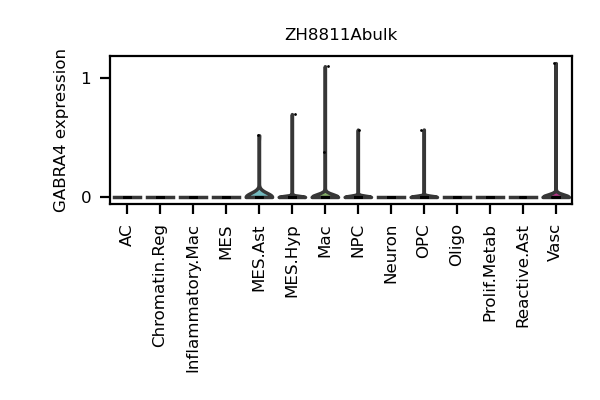 ZH8811Abulk
GABRA4 expression
1
0
AC
Chromatin.Reg
Inflammatory.Mac
MES
MES.Ast
MES.Hyp
Mac
NPC
Neuron
OPC
Oligo
Prolif.Metab
Reactive.Ast
Vasc